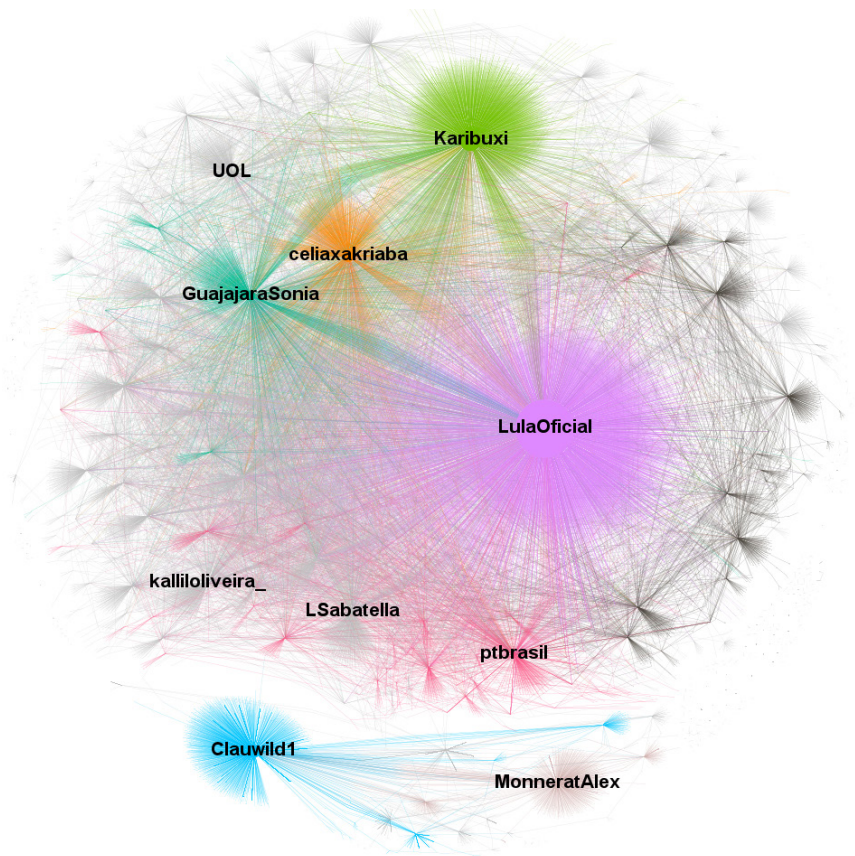 Karibuxi
UOL
celiaxakriaba
GuajajaraSonia
LulaOficial
kalliloliveira_
LSabatella
ptbrasil
Clauwild1
MonneratAlex